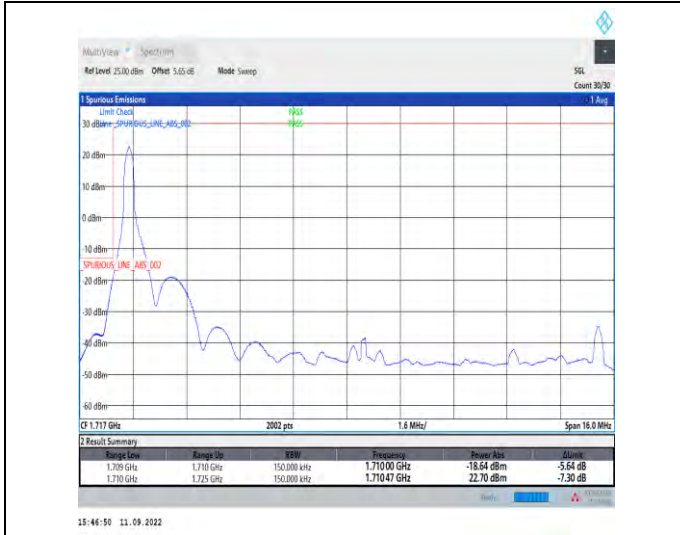 MultiView Spectrum
Ref Level 25.00 dBm Offset 5.65 dB Mode Sweep SGL
Count 30/30
1 Spurious Emissions 1 Avg
Limit Check PASS
30 dBm Line _SPURIOUS_LINE_ABS_002 PASS
20 dBm
10 dBm
0 dBm
-10 dBm
_SPURIOUS_LINE_ABS_002
-20 dBm
-30 dBm
-40 dBm
-50 dBm
-60 dBm
CF 1.717 GHz 2002 pts 1.6 MHz/ Span 16.0 MHz
2 Result Summary
Range Low Range Up RBW Frequency Power Abs ΔLimit
1.709 GHz 1.710 GHz 150.000 kHz 1.71000 GHz -18.64 dBm -5.64 dB
1.710 GHz 1.725 GHz 150.000 kHz 1.71047 GHz 22.70 dBm -7.30 dB
15:46:50 11.09.2022